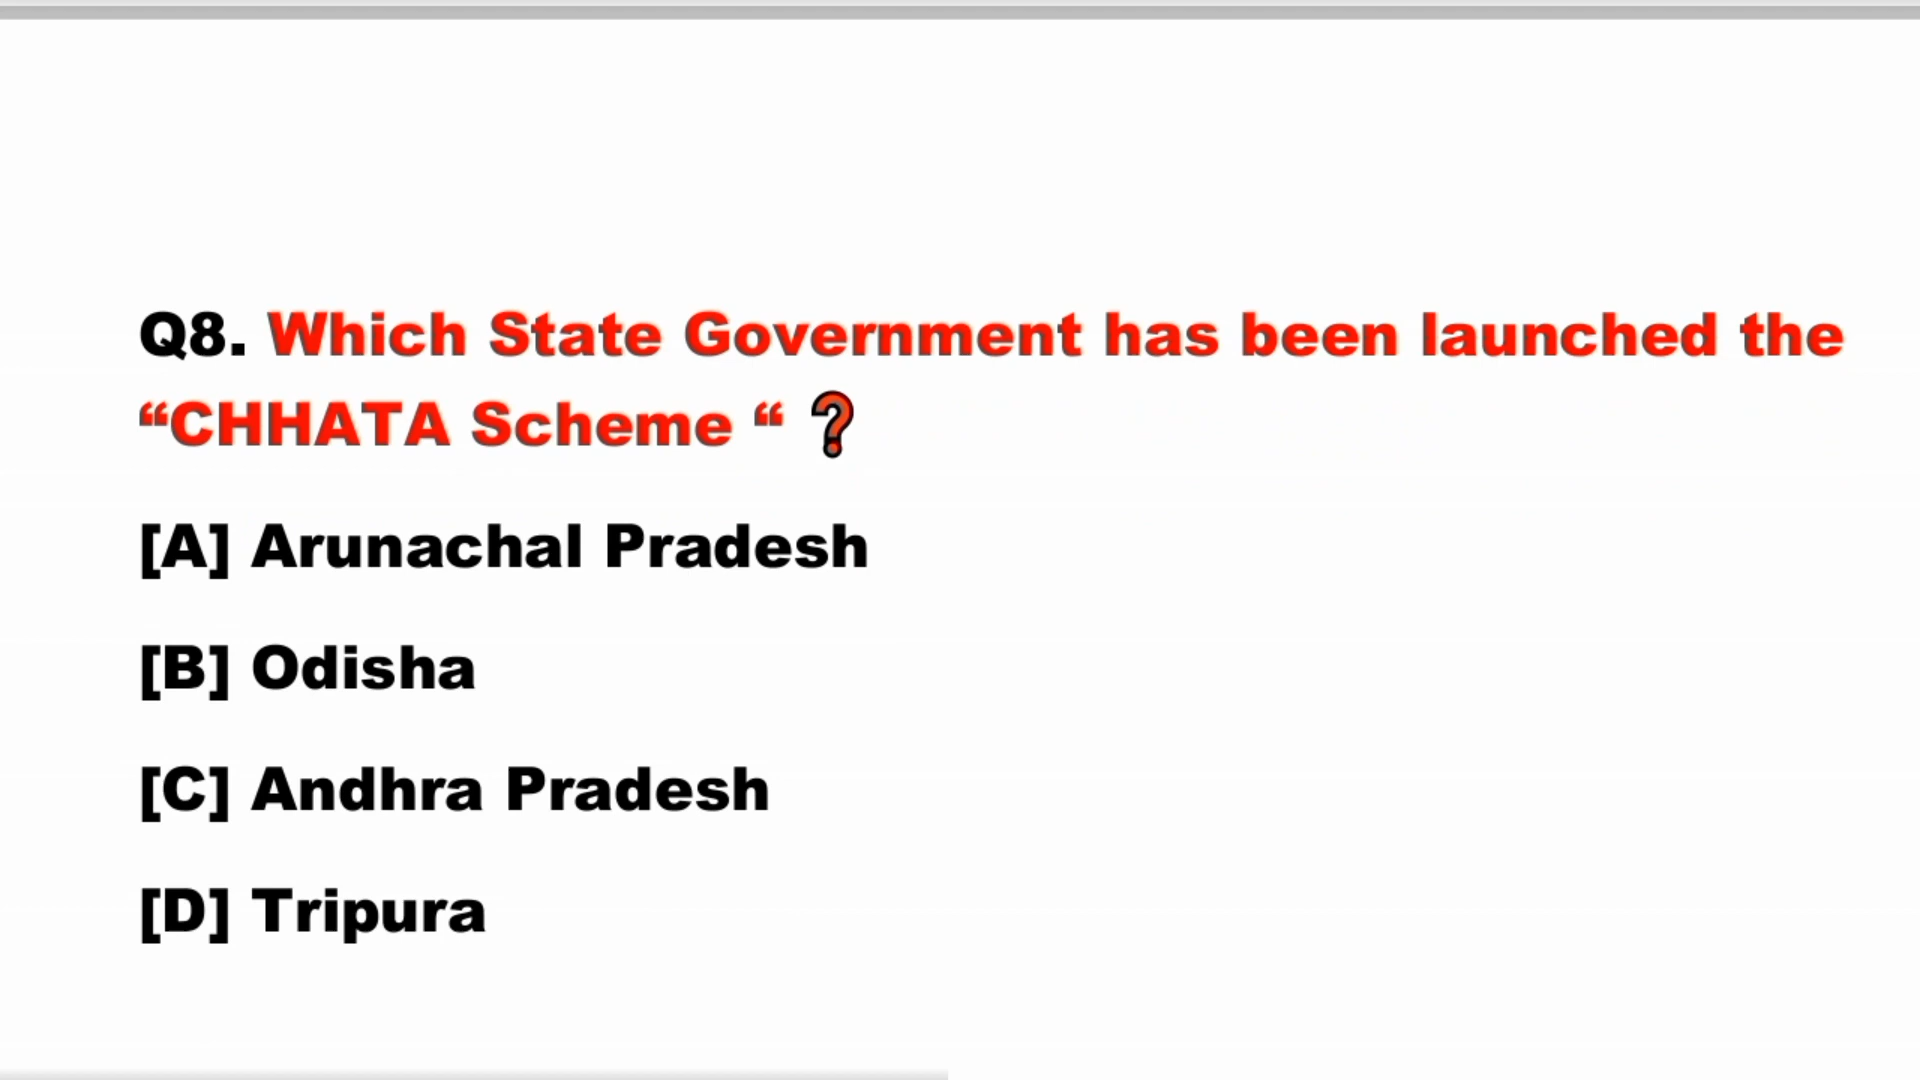 Q8. Which State Government has been launched the
“CHHATA Scheme “ ❓
[A] Arunachal Pradesh
[B] Odisha
[C] Andhra Pradesh
[D] Tripura